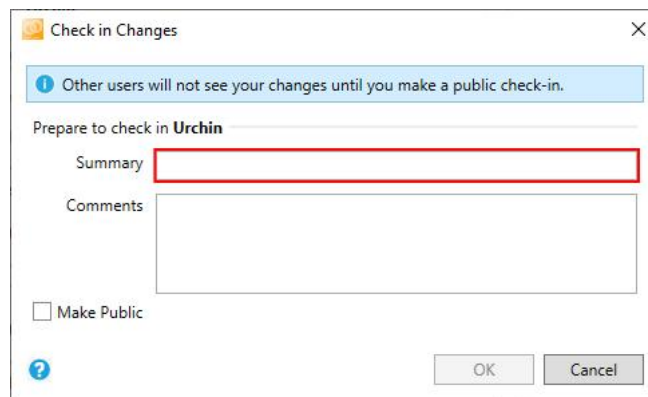 Check in Changes
Other users will not see your changes until you make a public check-in.
Prepare to check in Urchin
Summary
Comments
Make Public
OK
Cancel